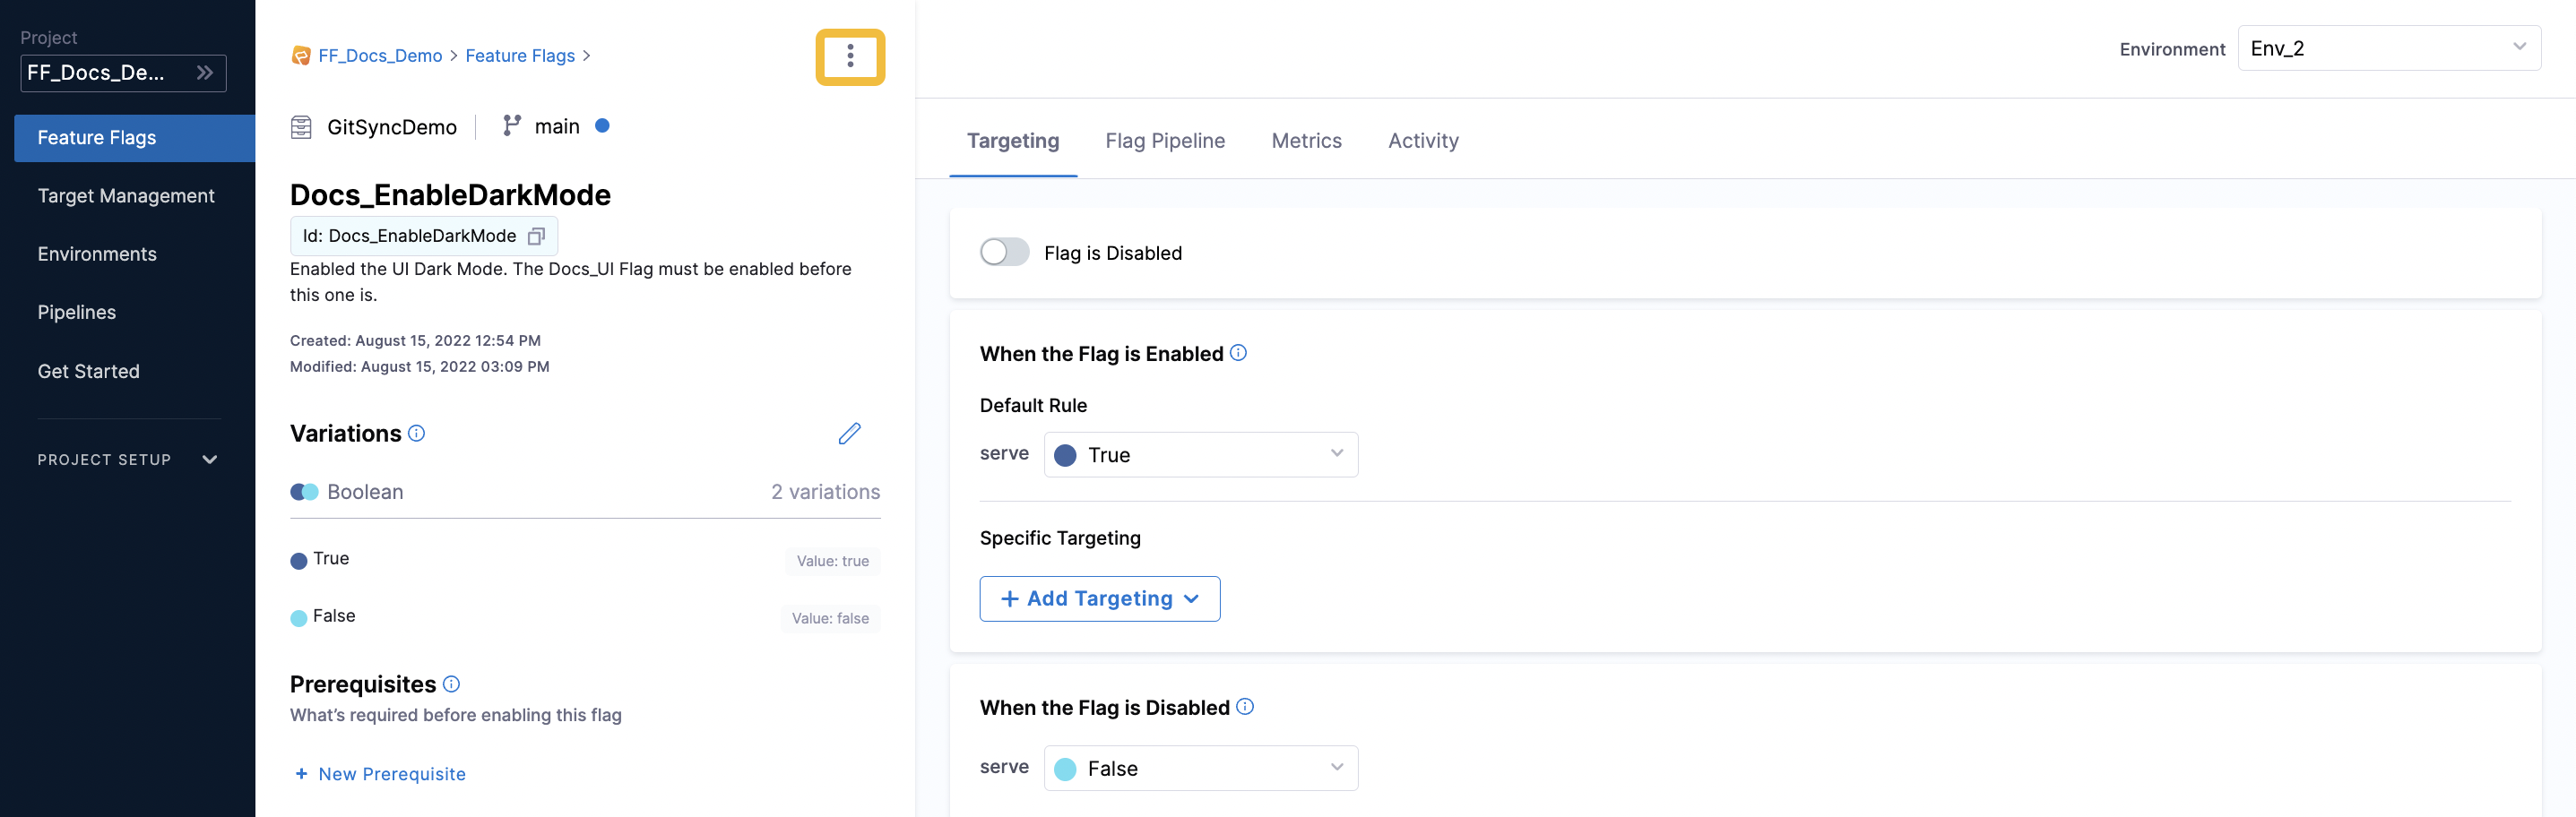 Project
FF_Docs_De...
Feature Flags
Target Management
Environments
Pipelines
Get Started
PROJECT SETUP
FF_Docs_Demo > Feature Flags >
GitSyncDemo | main
Docs_EnableDarkMode
Id: Docs_EnableDarkMode
Enabled the UI Dark Mode. The Docs_UI Flag must be enabled before
this one is.
Created: August 15, 2022 12:54 PM
Modified: August 15, 2022 03:09 PM
Variations
Boolean 2 variations
True Value: true
False Value: false
Prerequisites
What's required before enabling this flag
+ New Prerequisite
Environment Env_2
Targeting Flag Pipeline Metrics Activity
Flag is Disabled
When the Flag is Enabled
Default Rule
serve True
Specific Targeting
+ Add Targeting
When the Flag is Disabled
serve False